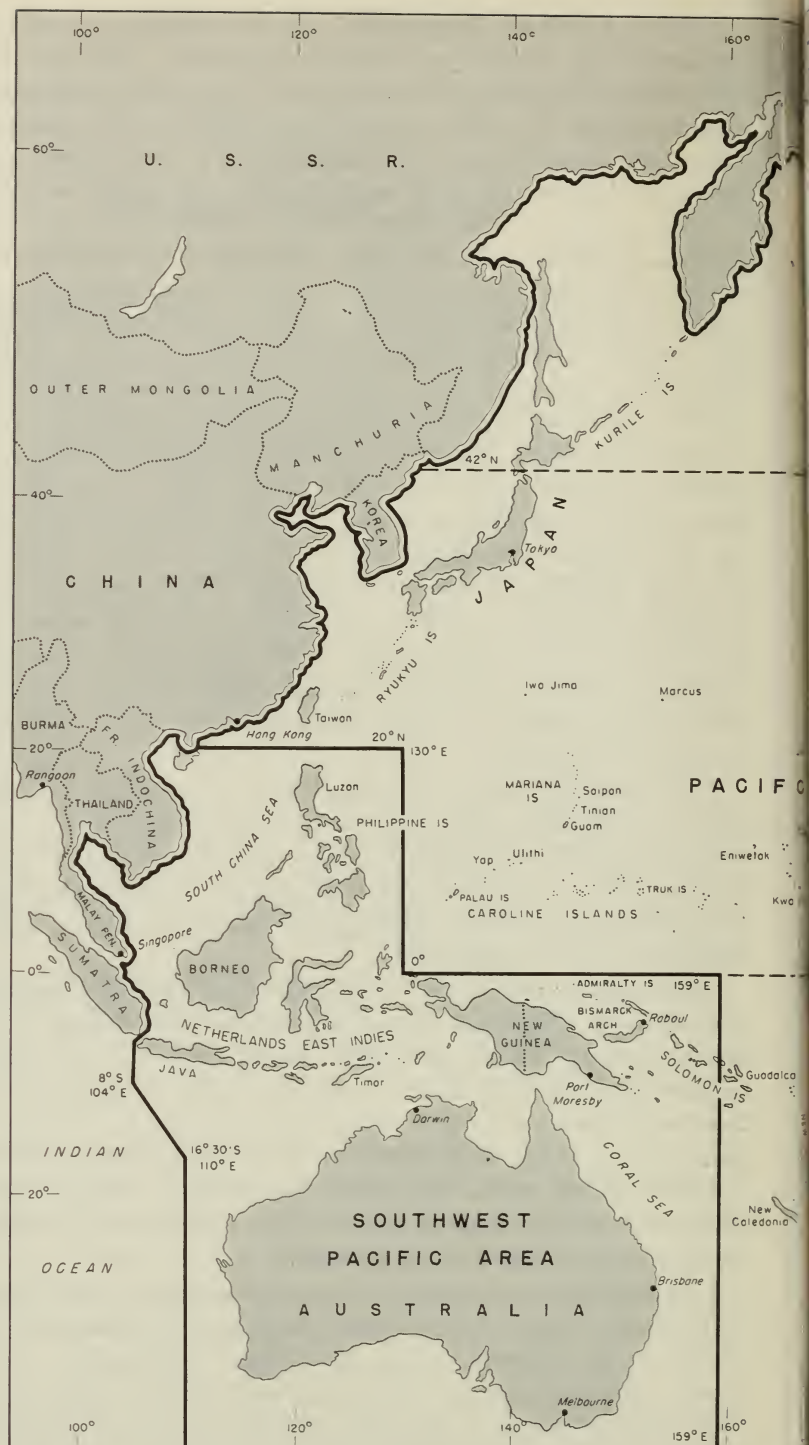 100°
120°
140°
160°
60°
U. S. S. R.
OUTER MONGOLIA
MANCHURIA
KURILE IS
42° N
40°
KOREA
JAPAN
Tokyo
CHINA
RYUKYU IS
Iwo Jima
Marcus
Taiwan
Hong Kong
BURMA
FR. INDOCHINA
20°
20° N
130° E
Rangoon
THAILAND
Luzon
MARIANA
IS
Saipan
Tinian
Guam
PACIFC
SOUTH CHINA SEA
PHILIPPINE IS
Yap
Ulithi
Eniwetok
PALAU IS
TRUK IS
Kwa
CAROLINE ISLANDS
MALAY PEN.
Singapore
SUMATRA
0°
BORNEO
0°
ADMIRALTY IS
159° E
BISMARCK
ARCH
Rabaul
NETHERLANDS EAST INDIES
NEW
GUINEA
SOLOMON IS
Guadalca
JAVA
Timor
Port
Moresby
8° S
104° E
Darwin
INDIAN
OCEAN
16° 30' S
110° E
CORAL SEA
20°
New
Caledonia
SOUTHWEST
PACIFIC AREA
AUSTRALIA
Brisbane
Melbourne
100°
120°
140°
159° E
160°